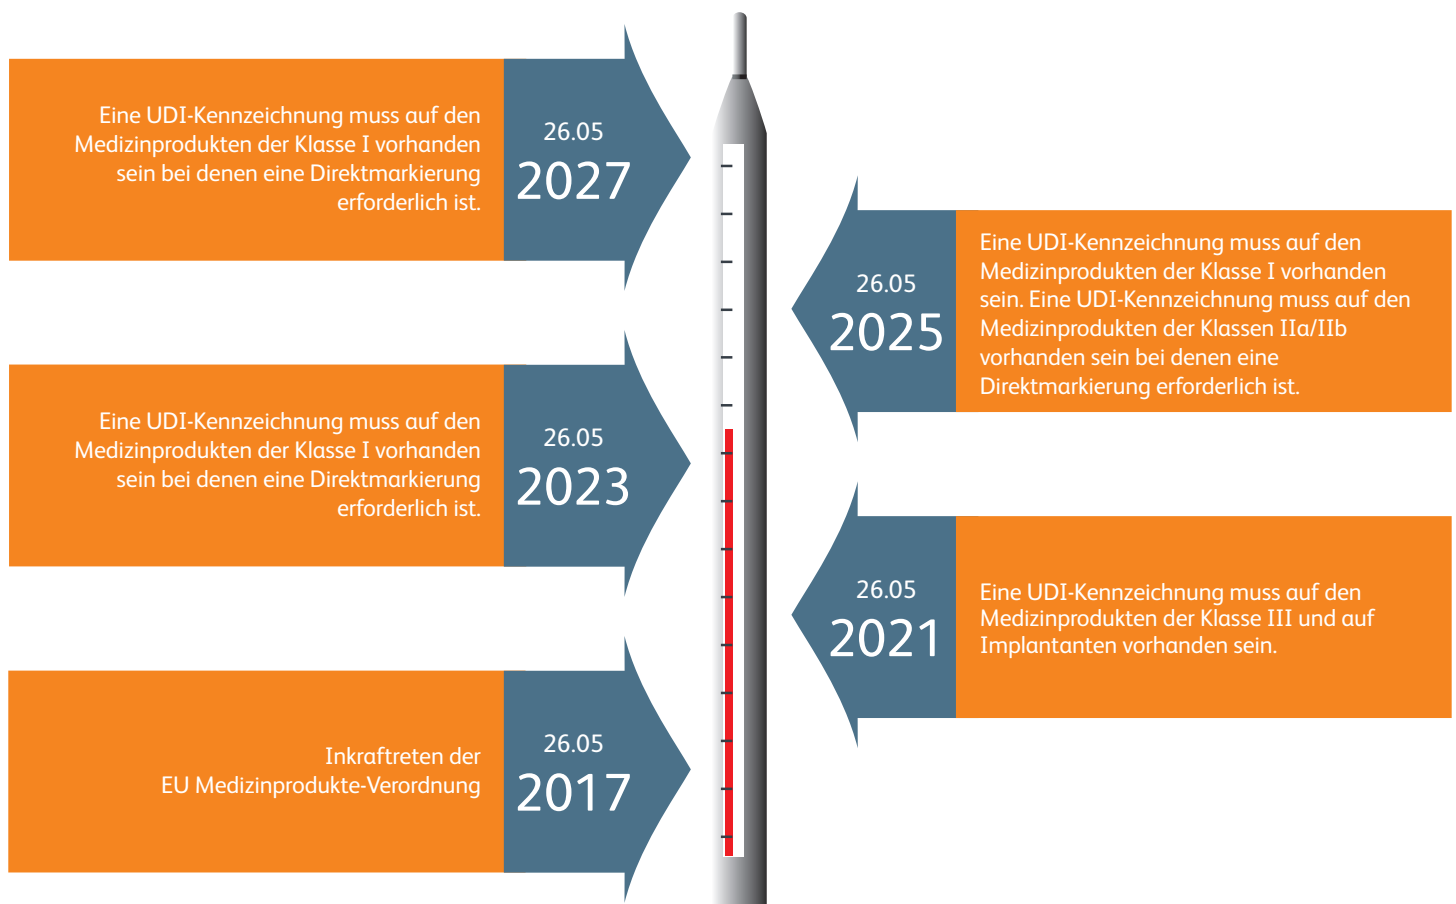 Eine UDI-Kennzeichnung muss auf den
Medizinprodukten der Klasse I vorhanden
sein bei denen eine Direktmarkierung
erforderlich ist.
26.05
2027
26.05
2025
Eine UDI-Kennzeichnung muss auf den
Medizinprodukten der Klasse I vorhanden
sein. Eine UDI-Kennzeichnung muss auf den
Medizinprodukten der Klassen IIa/IIb
vorhanden sein bei denen eine
Direktmarkierung erforderlich ist.
Eine UDI-Kennzeichnung muss auf den
Medizinprodukten der Klasse I vorhanden
sein bei denen eine Direktmarkierung
erforderlich ist.
26.05
2023
26.05
2021
Eine UDI-Kennzeichnung muss auf den
Medizinprodukten der Klasse III und auf
Implantanten vorhanden sein.
Inkraftreten der
EU Medizinprodukte-Verordnung
26.05
2017